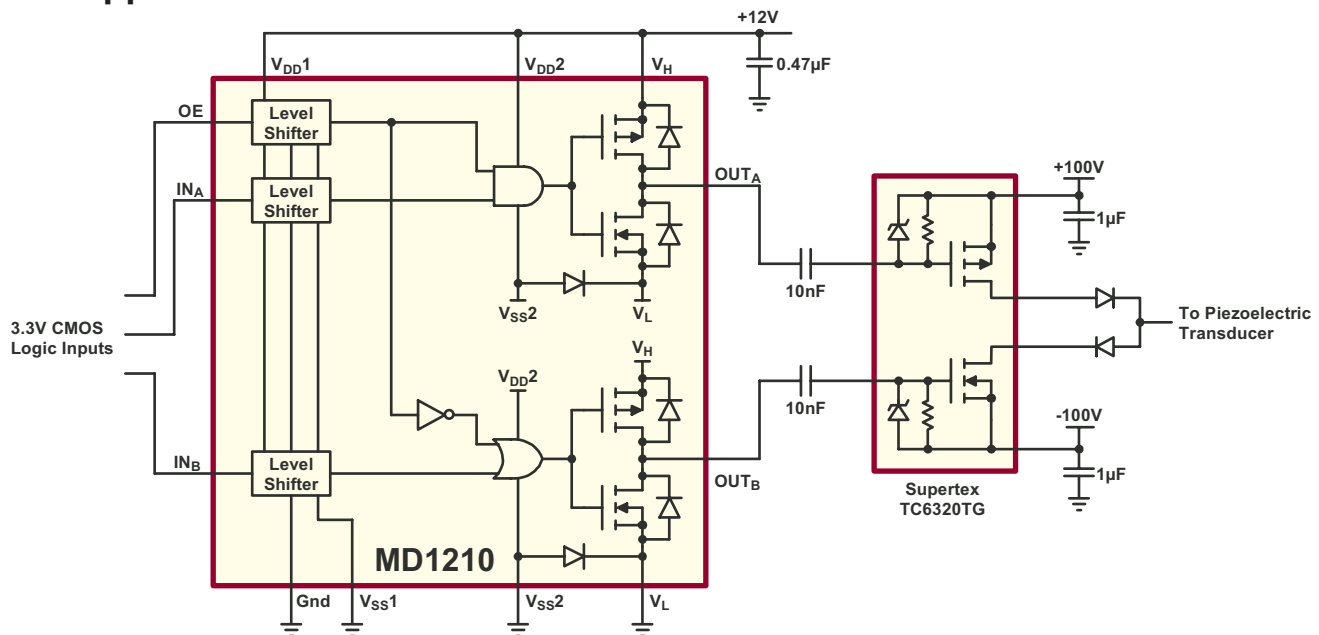 +12V
0.47µF
VDD1
VDD2
VH
OE
Level
Shifter
INA
Level
Shifter
OUTA
+100V
1µF
10nF
VSS2
VL
3.3V CMOS
Logic Inputs
To Piezoelectric
Transducer
VH
VDD2
10nF
-100V
1µF
INB
Level
Shifter
OUTB
Supertex
TC6320TG
MD1210
Gnd
VSS1
VSS2
VL